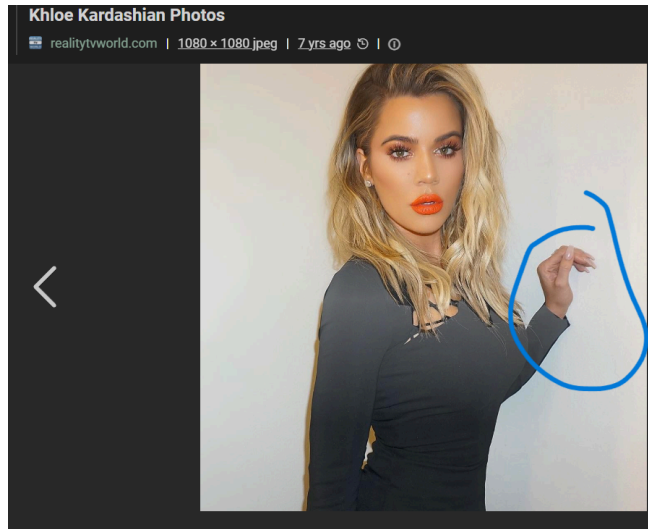 Khloe Kardashian Photos
realitytvworld.com | 1080 × 1080 jpeg | 7 yrs ago